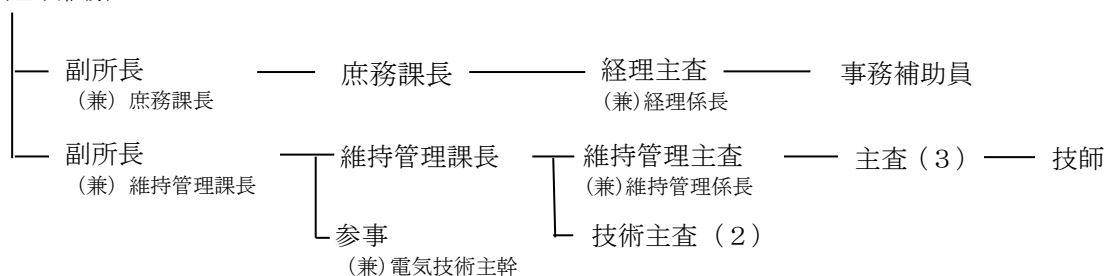 副所長 庶務課長 経理主査 事務補助員
(兼) 庶務課長 (兼)経理係長
副所長 維持管理課長 維持管理主査 主査(3) 技師
(兼) 維持管理課長 (兼)維持管理係長
参事 技術主査(2)
(兼)電気技術主幹